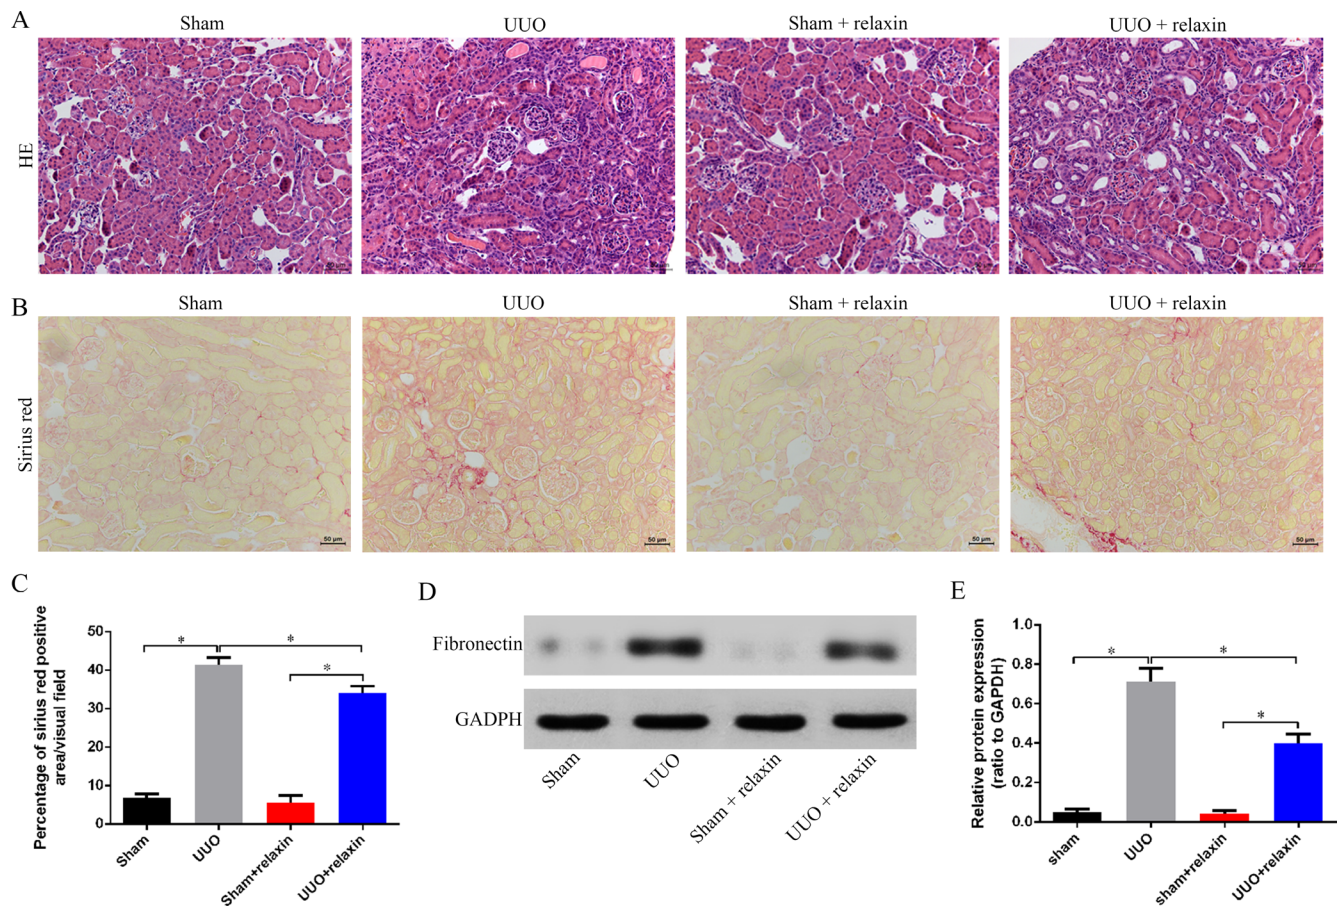 A
Sham
UUO
Sham + relaxin
UUO + relaxin
HE
B
Sham
UUO
Sham + relaxin
UUO + relaxin
Sirius red
50 μm
50 μm
50 μm
50 μm
C
Percentage of sirius red positive
area/visual field
50
40
30
20
10
0
*
*
*
Sham
UUO
Sham+relaxin
UUO+relaxin
D
Fibronectin
GADPH
Sham
UUO
Sham + relaxin
UUO + relaxin
E
Relative protein expression
(ratio to GAPDH)
1.0
0.8
0.6
0.4
0.2
0.0
*
*
*
sham
UUO
sham+relaxin
UUO+relaxin